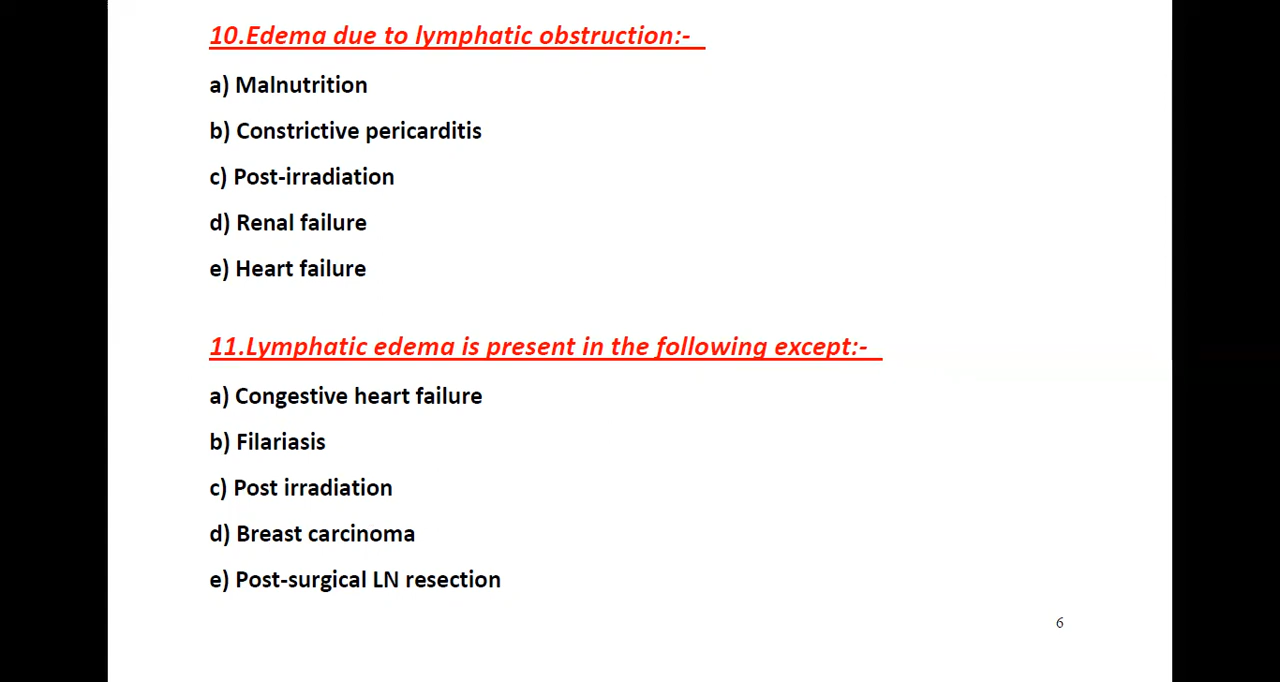 10.Edema due to lymphatic obstruction:-
a) Malnutrition
b) Constrictive pericarditis
c) Post-irradiation
d) Renal failure
e) Heart failure
11.Lymphatic edema is present in the following except:-
a) Congestive heart failure
b) Filariasis
c) Post irradiation
d) Breast carcinoma
e) Post-surgical LN resection
6